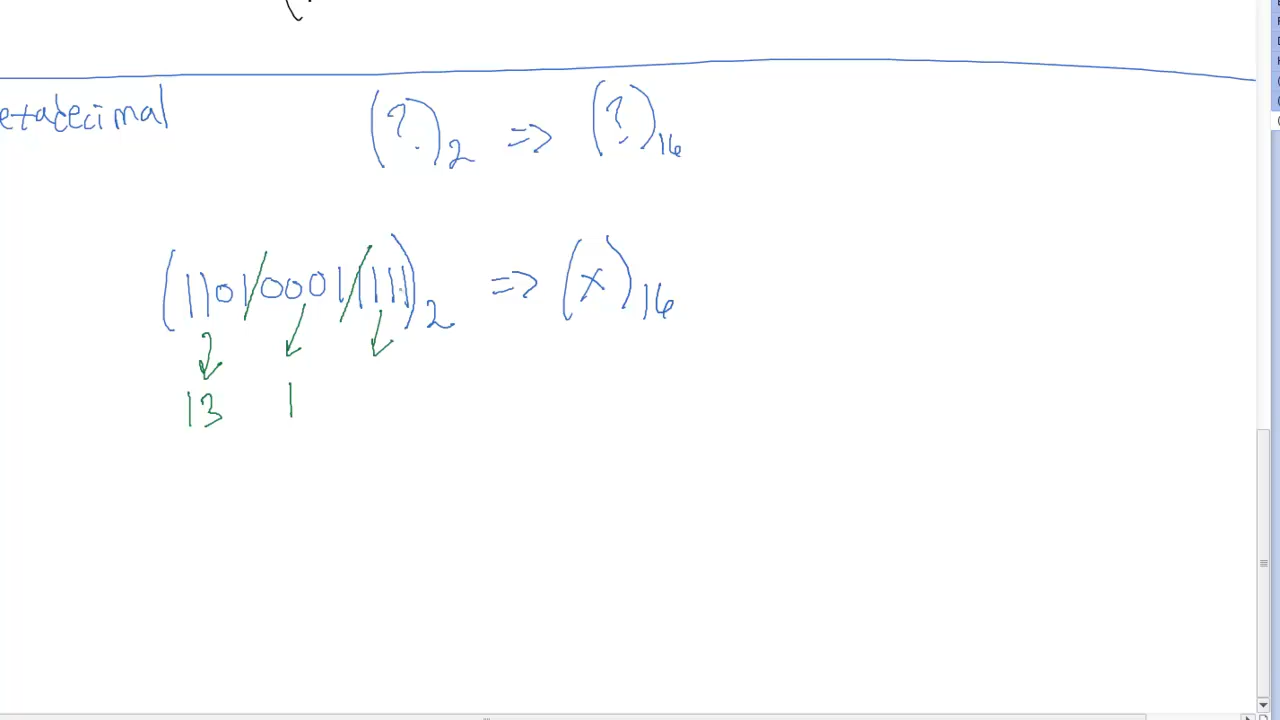 etadecimal (?)2 => (?)16
(1101/0001/1111)2 => (x)16
13 1